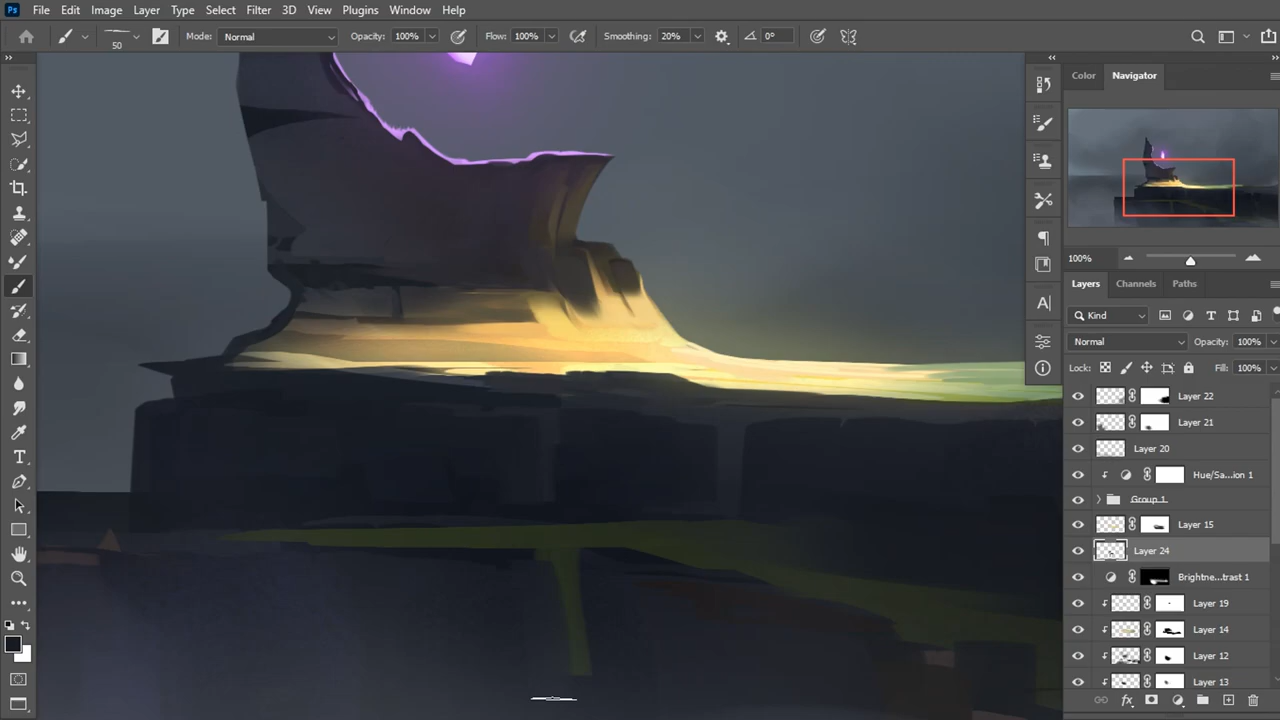 Ps File Edit Image Layer Type Select Filter 3D View Plugins Window Help
50 Mode: Normal Opacity: 100% Flow: 100% Smoothing: 20% 0°
Color Navigator
100%
Layers Channels Paths
Kind
Normal Opacity: 100%
Lock: Fill: 100%
Layer 22
Layer 21
Layer 20
Hue/Sa...ion 1
Group 1
Layer 15
Layer 24
Brightne...trast 1
Layer 19
Layer 14
Layer 12
Layer 13